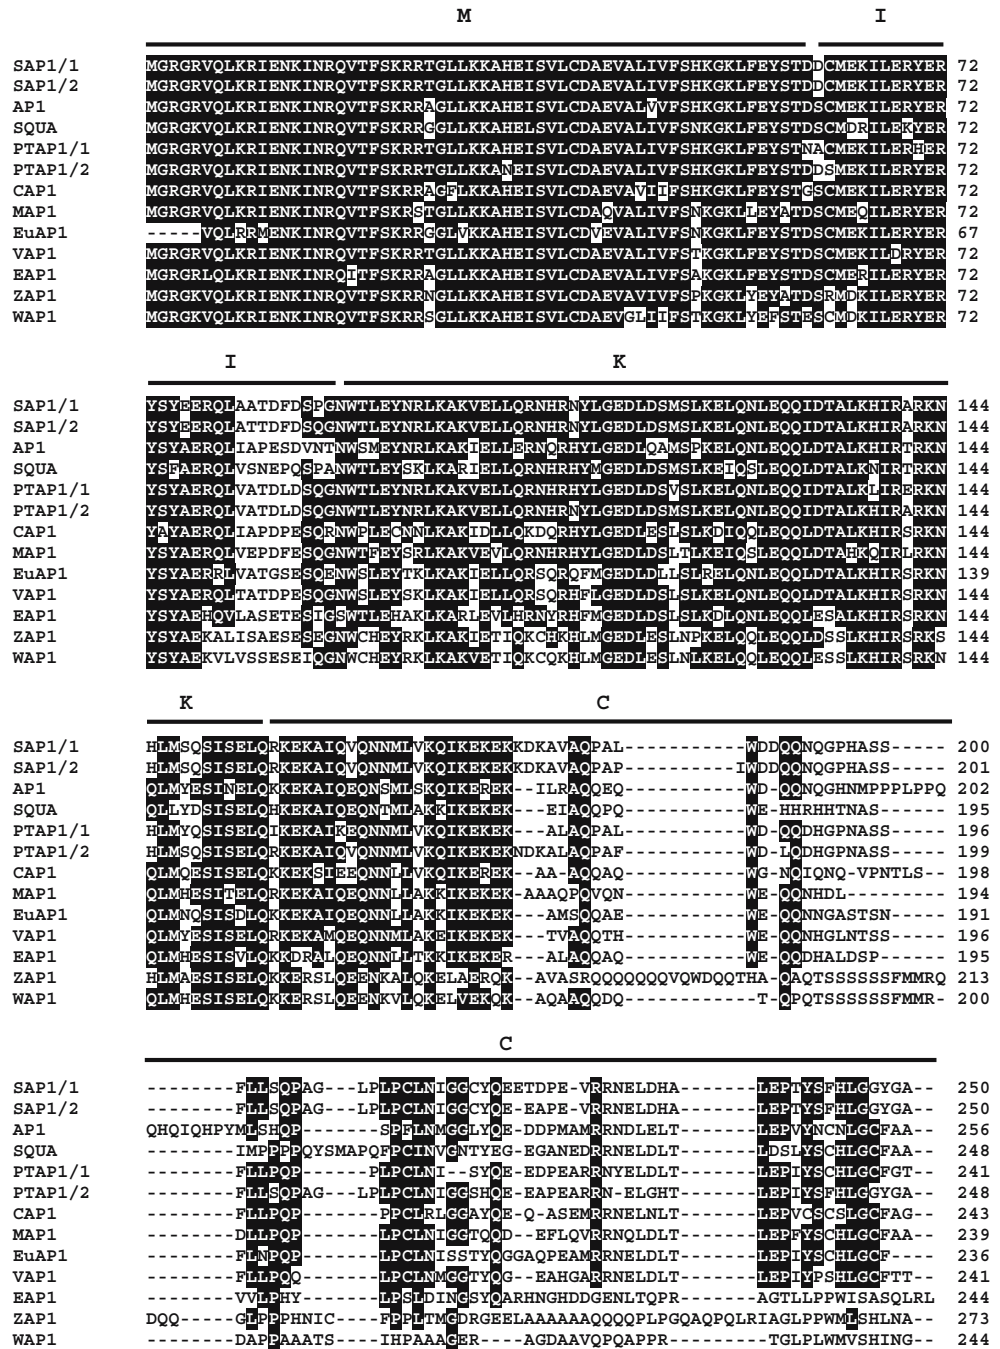 M I
SAP1/1 MGRGRVQLKRIENKINRQVTFSKRRTGLLKKAHEISVLCDAEVALIVFSHKGKLFEYSTDDCMEKILERYER 72
SAP1/2 MGRGRVQLKRIENKINRQVTFSKRRTGLLKKAHEISVLCDAEVALIVFSHKGKLFEYSTDDCMEKILERYER 72
AP1 MGRGRVQLKRIENKINRQVTFSKRRAGLLKKAHEISVLCDAEVALVVFSHKGKLFEYSTDSCMEKILERYER 72
SQUA MGRGKVQLKRIENKINRQVTFSKRRGGLLKKAHELSVLCDAEVALIVFSNKGKLFEYSTDSCMDRILEKYER 72
PTAP1/1 MGRGRVQLKRIENKINRQVTFSKRRTGLLKKAHEISVLCDAEVALIVFSHKGKLFEYSTNACMEKILERHER 72
PTAP1/2 MGRGRVQLKRIENKINRQVTFSKRRTGLLKKANEISVLCDAEVALIVFSHKGKLFEYSTDDSMEKILERYER 72
CAP1 MGRGRVQLKRIENKINRQVTFSKRRAGFLKKAHEISVLCDAEVAVIIFSHKGKLFEYSTGSCMEKILERYER 72
MAP1 MGRGRVQLKRIENKINRQVTFSKRSTGLLKKAHEISVLCDAQVALIVFSNKGKLLEYATDSCMEQILERYER 72
EuAP1 -----VQLRRMENKINRQVTFSKRRGGLVKKAHEISVLCDVEVALIVFSNKGKLFEYSTDSCMEKILERYER 67
VAP1 MGRGRVQLKRIENKINRQVTFSKRRTGLLKKAHEISVLCDAEVALIVFSTKGKLFEYSTDSCMEKILDRYER 72
EAP1 MGRGRLQLKRIENKINRQITFSKRRAGLLKKAHEISVLCDAEVALIVFSAKGKLFEYSTDSCMERILERYER 72
ZAP1 MGRGKVQLKRIENKINRQVTFSKRRNGLLKKAHEISVLCDAEVAVIVFSPKGKLYEYATDSRMDKILERYER 72
WAP1 MGRGKVQLKRIENKINRQVTFSKRRSGLLKKAHEISVLCDAEVGLIIFSTKGKLYEFSTESCMDKILERYER 72
I K
SAP1/1 YSYEERQLAATDFDSPGNWTLEYNRLKAKVELLQRNHRNYLGEDLDSMSLKELQNLEQQIDTALKHIRARKN 144
SAP1/2 YSYEERQLATTDFDSQGNWTLEYNRLKAKVELLQRNHRNYLGEDLDSMSLKELQNLEQQIDTALKHIRARKN 144
AP1 YSYAERQLIAPESDVNTNWSMEYNRLKAKIELLERNQRHYLGEDLQAMSPKELQNLEQQLDTALKHIRTRKN 144
SQUA YSFAERQLVSNEPQSPANWTLEYSKLKARIELLQRNHRHYMGEDLDSMSLKEIQSLEQQLDTALKNIRTRKN 144
PTAP1/1 YSYAERQLVATDLDSQGNWTLEYNRLKAKVELLQRNHRHYLGEDLDSVSLKELQNLEQQIDTALKLIRERKN 144
PTAP1/2 YSYAERQLVATDLDSQGNWTLEYNRLKAKVELLQRNHRNYLGEDLDSMSLKELQNLEQQIDTALKHIRARKN 144
CAP1 YAYAERQLIAPDPESQRNWPLECNNLKAKIDLLQKDQRHYLGEDLESLSLKDIQQLEQQLDTALKHIRSRKN 144
MAP1 YSYAERQLVEPDFESQGNWTFEYSRLKAKVEVLQRNHRHYLGEDLDSLTLKEIQSLEQQLDTAHKQIRLRKN 144
EuAP1 YSYAERRLVATGSESQENWSLEYTKLKAKIELLQRSQRQFMGEDLDLLSLRELQNLEQQLDTALKHIRSRKN 139
VAP1 YSYAERQLTATDPESQGNWSLEYSKLKAKIELLQRSQRHFLGEDLDSLSLKELQNLEQQLDTALKHIRSRKN 144
EAP1 YSYAEHQVLASETESIGSWTLEHAKLKARLEVLHRNYRHFMGEDLDSLSLKDLQNLEQQLESALKHIRSRKN 144
ZAP1 YSYAEKALISAESESEGNWCHEYRKLKAKIETIQKCHKHLMGEDLESLNPKELQQLEQQLDSSLKHIRSRKS 144
WAP1 YSYAEKVLVSSESEIQGNWCHEYRKLKAKVETIQKCQKHLMGEDLESLNLKELQQLEQQLESSLKHIRSRKN 144
K C
SAP1/1 HLMSQSISELQRKEKAIQVQNNMLVKQIKEKEKKDKAVAQPAL-----------WDDQQNQGPHASS----- 200
SAP1/2 HLMSQSISELQRKEKAIQVQNNMLVKQIKEKEKKDKAVAQPAP----------IWDDQQNQGPHASS----- 201
AP1 QLMYESINELQRKEKAIQEQNSMLSKQIKEREK--ILRAQQEQ-----------WD-QQNQGHNMPPPLPPQ 202
SQUA QLLYDSISELQHKEKAIQEQNTMLAKKIKEKEK---EIAQQPQ-----------WE-HHRHHTNAS------ 195
PTAP1/1 HLMYQSISELQIKEKAIKEQNNMLVKQIKEKEK---ALAQPAL-----------WD-QQDHGPNASS----- 196
PTAP1/2 HLMSQSISELQRKEKAIQVQNNMLVKQIKEKEKNDKALAQPAF-----------WD-LQDHGPNASS----- 199
CAP1 QLMQESISELQKKEKSIEEQNNLLVKQIKEREK--AA-AQQAQ-----------WG-NQIQNQ-VPNTLS-- 198
MAP1 QLMHESITELQRKEKAIQEQNNLLAKKIKEKEK-AAAQPQVQN-----------WE-QQNHDL--------- 194
EuAP1 QLMNQSISDLQKKEKAIQEQNNLLAKKIKEKEK---AMSQQAE-----------WE-QQNNGASTSN----- 191
VAP1 QLMYESISELQRKEKAMQEQNNMLAKEIKEKEK---TVAQQTH-----------WE-QQNHGLNTSS----- 196
EAP1 QLMHESISVLQKKDRALQEQNNLLTKKIKEKER---ALAQQAQ-----------WE-QQDHALDSP------ 195
ZAP1 HLMAESISELQKKERSLQEENKALQKELAERQK--AVASRQQQQQQQVQWDQQTHA-QAQTSSSSSSFMMRQ 213
WAP1 QLMHESISELQKKERSLQEENKVLQKELVEKQK--AQAAQQDQ------------T-QPQTSSSSSSFMMR- 200
C
SAP1/1 --------FLLSQPAG---LPLPCLNIGGCYQEETDPE-VRRNELDHA-------LEPTYSFHLGGYGA-- 250
SAP1/2 --------FLLSQPAG---LPLPCLNIGGCYQE-EAPE-VRRNELDHA-------LEPTYSFHLGGYGA-- 250
AP1 QHQIQHPYMLSHQP-------SPFLNMGGLYQE-DDPMAMRRNDLELT-------LEPVYNCNLGCFAA-- 256
SQUA --------IMPPPPQYSMAPQFPCINVGNTYEG-EGANEDRRNELDLT-------LDSLYSCHLGCFAA-- 248
PTAP1/1 --------FLLPQP------PLPCLNI--SYQE-EDPEARRNYELDLT-------LEPIYSCHLGCFGT-- 241
PTAP1/2 --------FLLSQPAG---LPLPCLNIGGSHQE-EAPEARRN-ELGHT-------LEPIYSFHLGGYGA-- 248
CAP1 --------FLLPQP-------PPCLRLGGAYQE-Q-ASEMRRNELNLT-------LEPVCSCSLGCFAG-- 243
MAP1 --------DLLPQP-------LPCLNIGGTQQD--EFLQVRRNQLDLT-------LEPFYSCHLGCFAA-- 239
EuAP1 --------FLNPQP-------LPCLNISSTYQGGAQPEAMRRNELDLT-------LEPIYSCHLGCF---- 236
VAP1 --------FLLPQQ-------LPCLNMGGTYQG--EAHGARRNELDLT-------LEPIYPSHLGCFTT-- 241
EAP1 --------VVLPHY-------LPSLDINGSYQARHNGHDDGENLTQPR-------AGTLLPPWISASQLRL 244
ZAP1 DQQ-----GLPPPHNIC----FPPLTMGDRGEELAAAAAAQQQQPLPGQAQPQLRIAGLPPWMLSHLNA-- 273
WAP1 --------DAPPAAATS----IHPAAAGER----AGDAAVQPQAPPR--------TGLPLWMVSHING-- 244